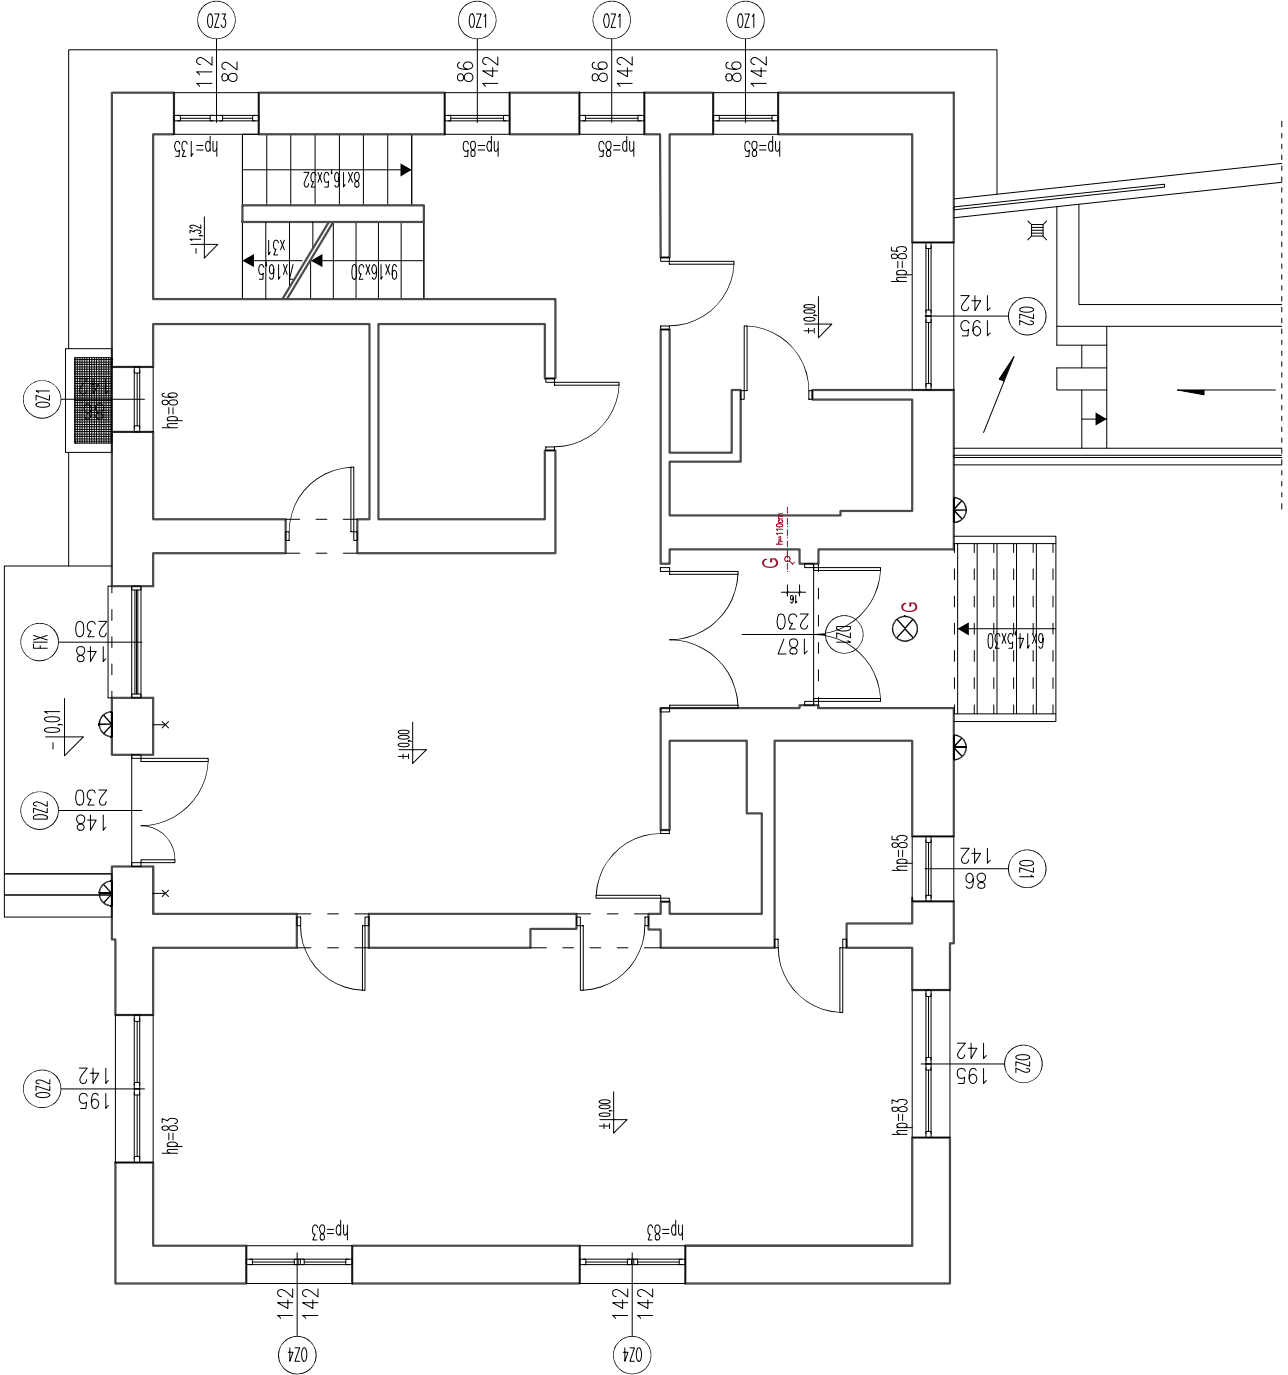 OZ3
OZ1
OZ1
OZ1
112
82
86
142
86
142
86
142
hp=135
hp=85
hp=85
hp=85
8x16,5x32
-1,32
7x16,5
x31
9x16x30
hp=85
142
195
OZ2
±0,00
OZ1
hp=86
h=110cm
G
16
230
187
DZ1
G
6x14,5x30
FIX
230
148
-0,01
±0,00
DZ2
230
148
hp=85
142
86
OZ1
OZ2
142
195
hp=83
±0,00
hp=83
142
195
OZ2
hp=83
hp=83
142
142
142
142
OZ4
OZ4